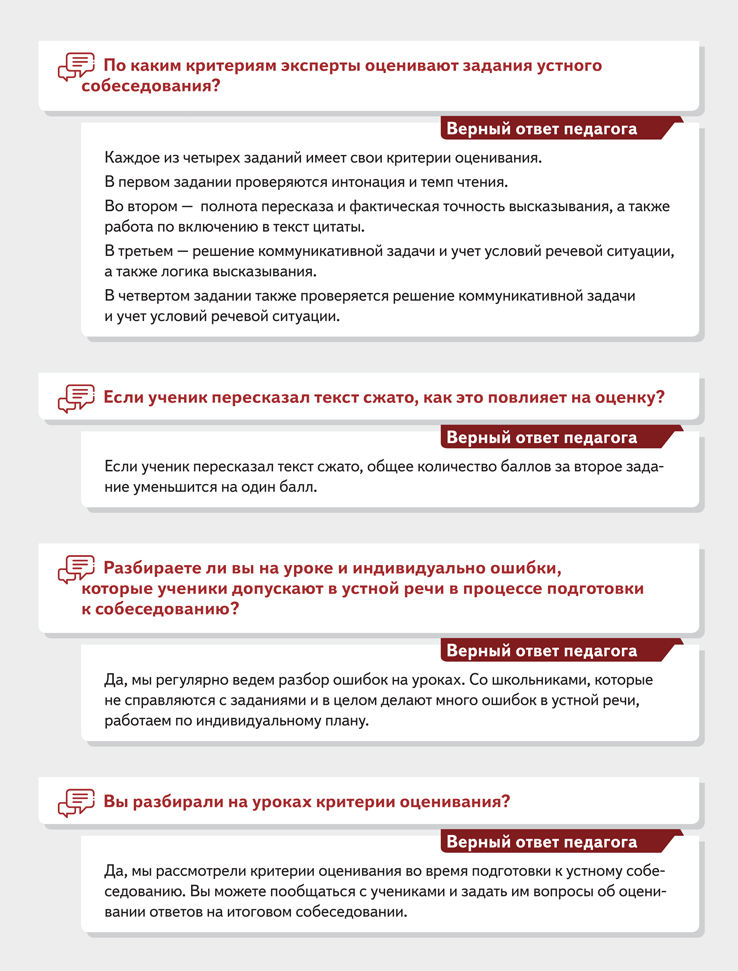 По каким критериям эксперты оценивают задания устного
собеседования?
Верный ответ педагога
Каждое из четырех заданий имеет свои критерии оценивания.
В первом задании проверяются интонация и темп чтения.
Во втором — полнота пересказа и фактическая точность высказывания, а также
работа по включению в текст цитаты.
В третьем — решение коммуникативной задачи и учет условий речевой ситуации,
а также логика высказывания.
В четвертом задании также проверяется решение коммуникативной задачи
и учет условий речевой ситуации.
Если ученик пересказал текст сжато, как это повлияет на оценку?
Верный ответ педагога
Если ученик пересказал текст сжато, общее количество баллов за второе зада-
ние уменьшится на один балл.
Разбираете ли вы на уроке и индивидуально ошибки,
которые ученики допускают в устной речи в процессе подготовки
к собеседованию?
Верный ответ педагога
Да, мы регулярно ведем разбор ошибок на уроках. Со школьниками, которые
не справляются с заданиями и в целом делают много ошибок в устной речи,
работаем по индивидуальному плану.
Вы разбирали на уроках критерии оценивания?
Верный ответ педагога
Да, мы рассмотрели критерии оценивания во время подготовки к устному собе-
седованию. Вы можете пообщаться с учениками и задать им вопросы об оцени-
вании ответов на итоговом собеседовании.